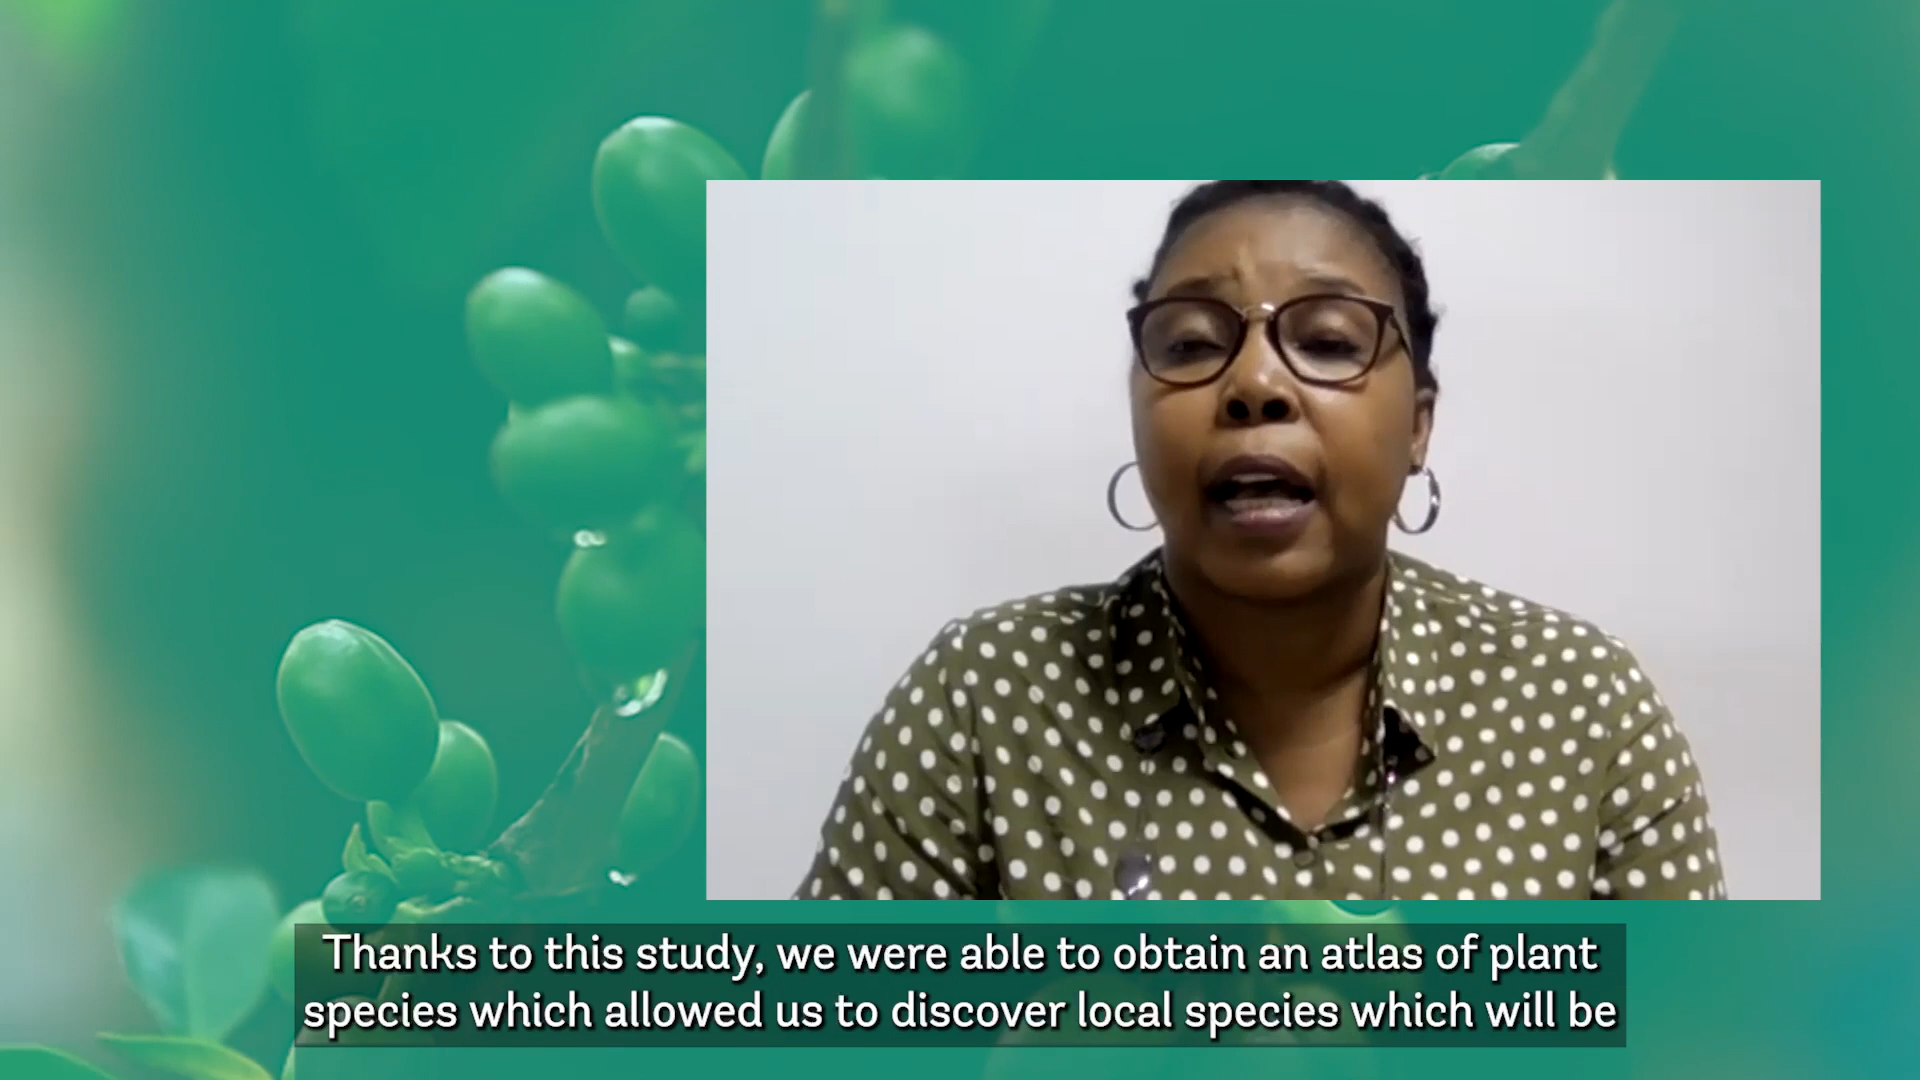 Thanks to this study, we were able to obtain an atlas of plant
species which allowed us to discover local species which will be